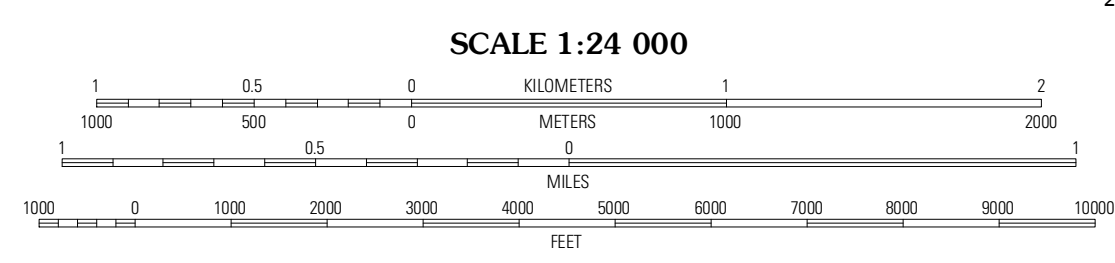 2
SCALE 1:24 000
1 0.5 0 KILOMETERS 1 2
1000 500 0 METERS 1000 2000
1 0.5 0 1
MILES
1000 0 1000 2000 3000 4000 5000 6000 7000 8000 9000 10000
FEET